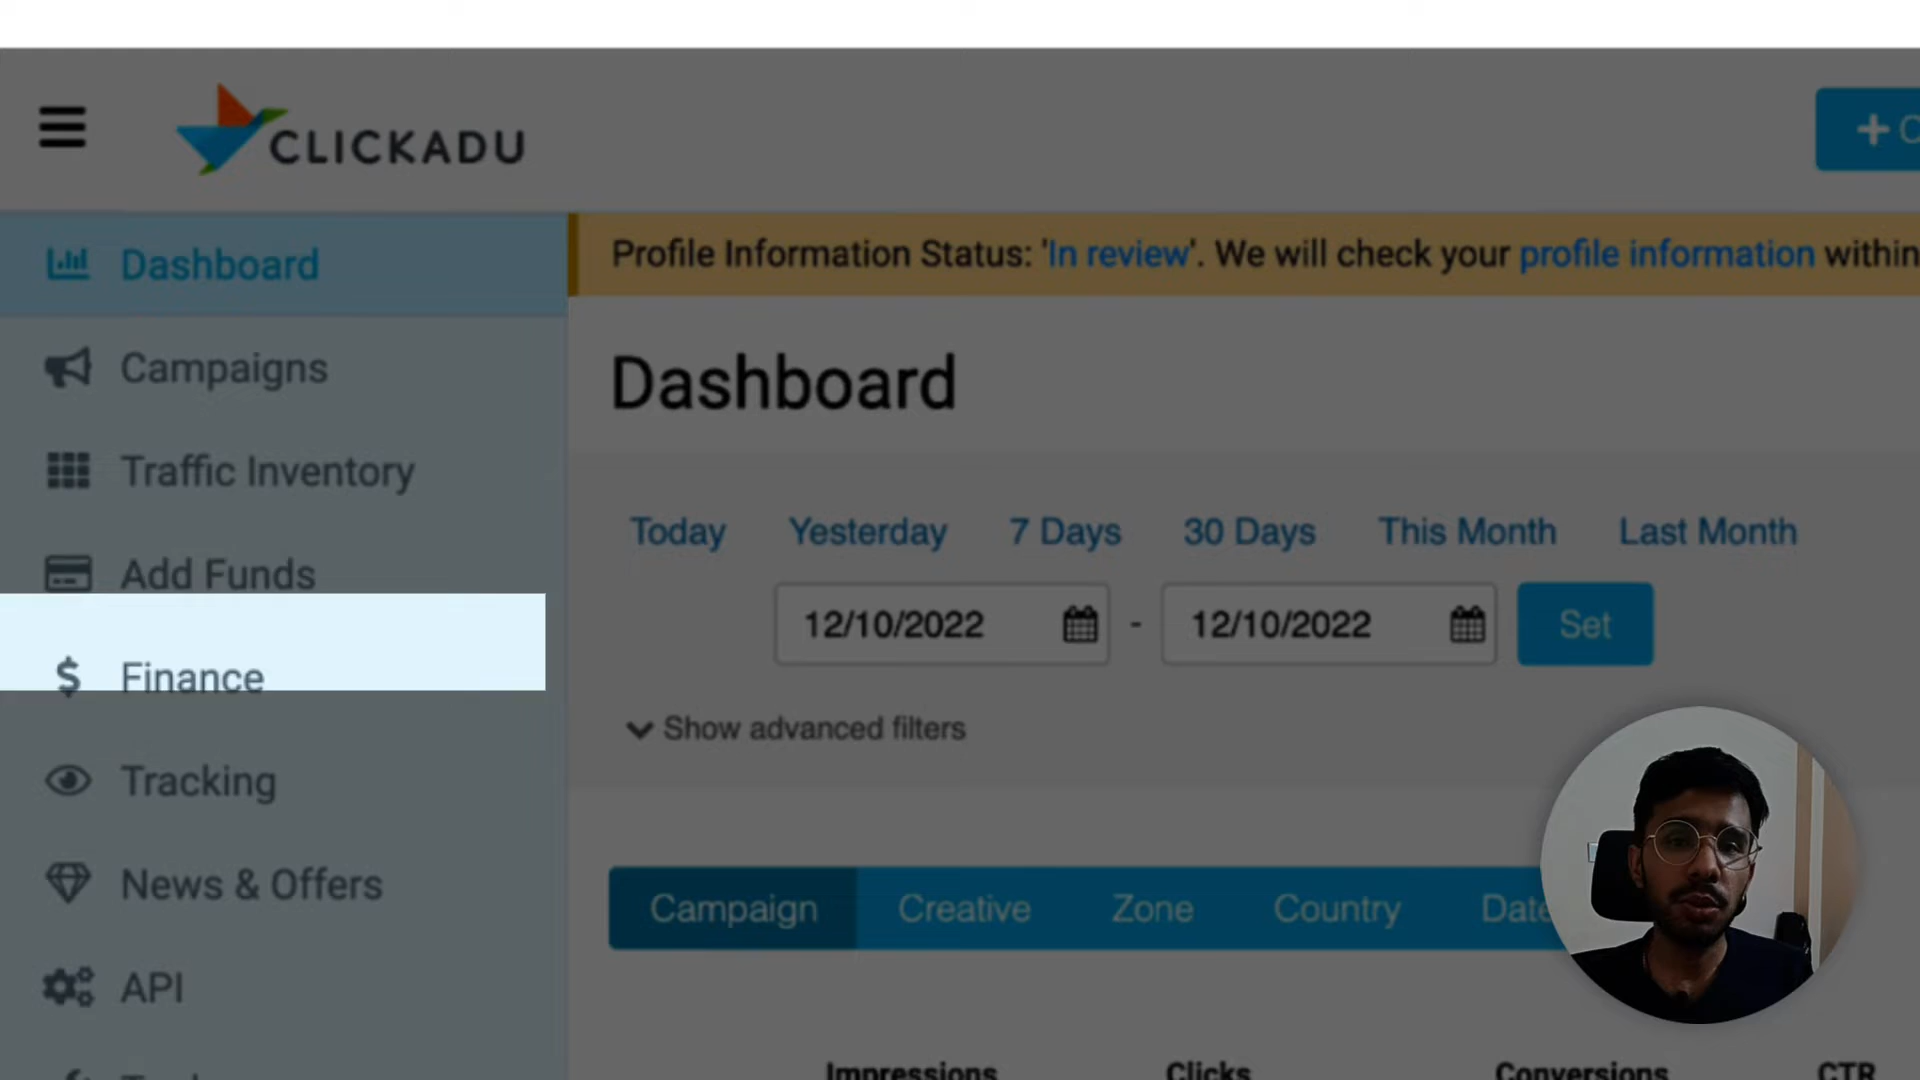 CLICKADU
Dashboard
Profile Information Status: 'In review'. We will check your profile information within
Campaigns
Dashboard
Traffic Inventory
Today Yesterday 7 Days 30 Days This Month Last Month
Add Funds
12/10/2022 - 12/10/2022 Set
Finance
Show advanced filters
Tracking
News & Offers
Campaign Creative Zone Country Date
API
Impressions Clicks Conversions CTR